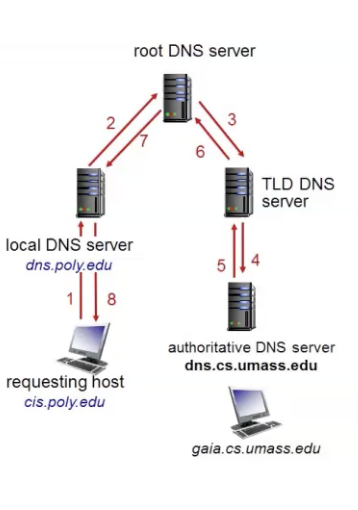 root DNS server
2
3
7
6
TLD DNS
server
local DNS server
dns.poly.edu
5
4
1
8
authoritative DNS server
dns.cs.umass.edu
requesting host
cis.poly.edu
gaia.cs.umass.edu